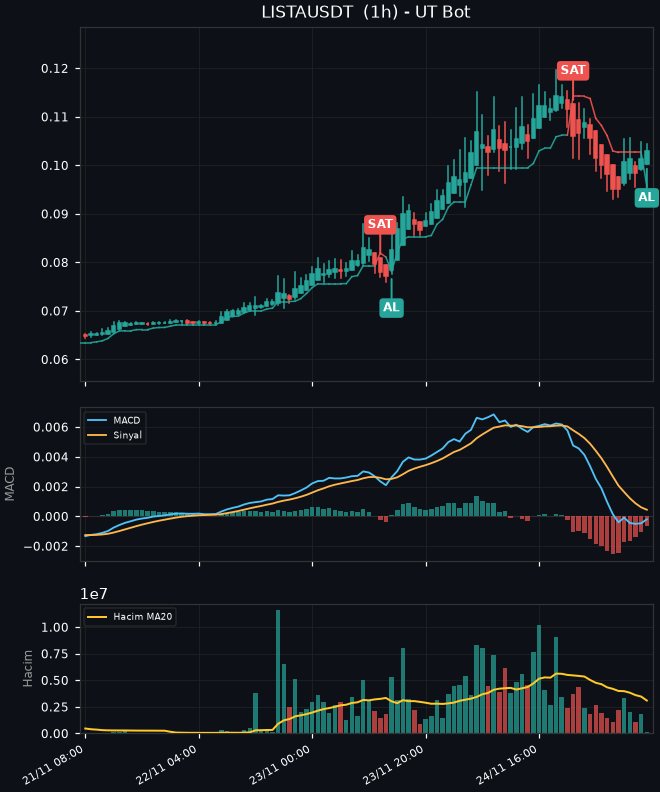 LISTAUSDT (1h) - UT Bot
0.12
0.11
0.10
0.09
0.08
0.07
0.06
SAT
AL
SAT
AL
MACD
0.006
0.004
0.002
0.000
−0.002
MACD
Sinyal
1e7
Hacim
1.00
0.75
0.50
0.25
0.00
Hacim MA20
21/11 08:00
22/11 04:00
23/11 00:00
23/11 20:00
24/11 16:00